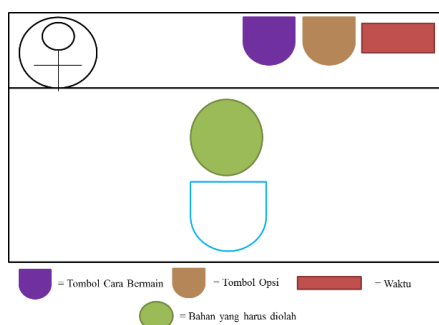 = Tombol Cara Bermain = Tombol Opsi = Waktu
= Bahan yang harus diolah